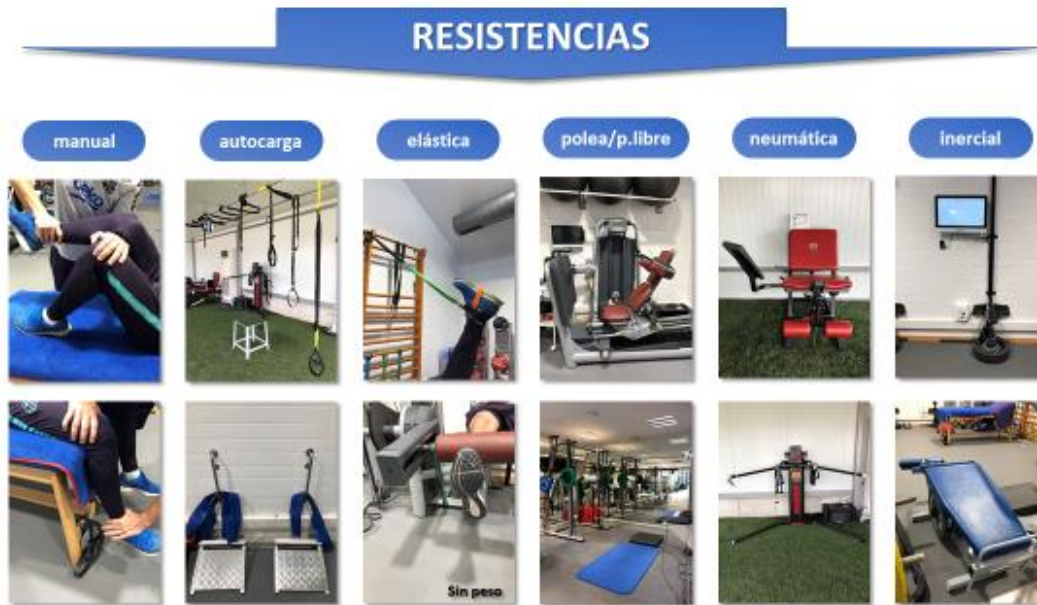 RESISTENCIAS
manual
autocarga
elástica
polea/p.libre
neumática
inercial
Sin peso